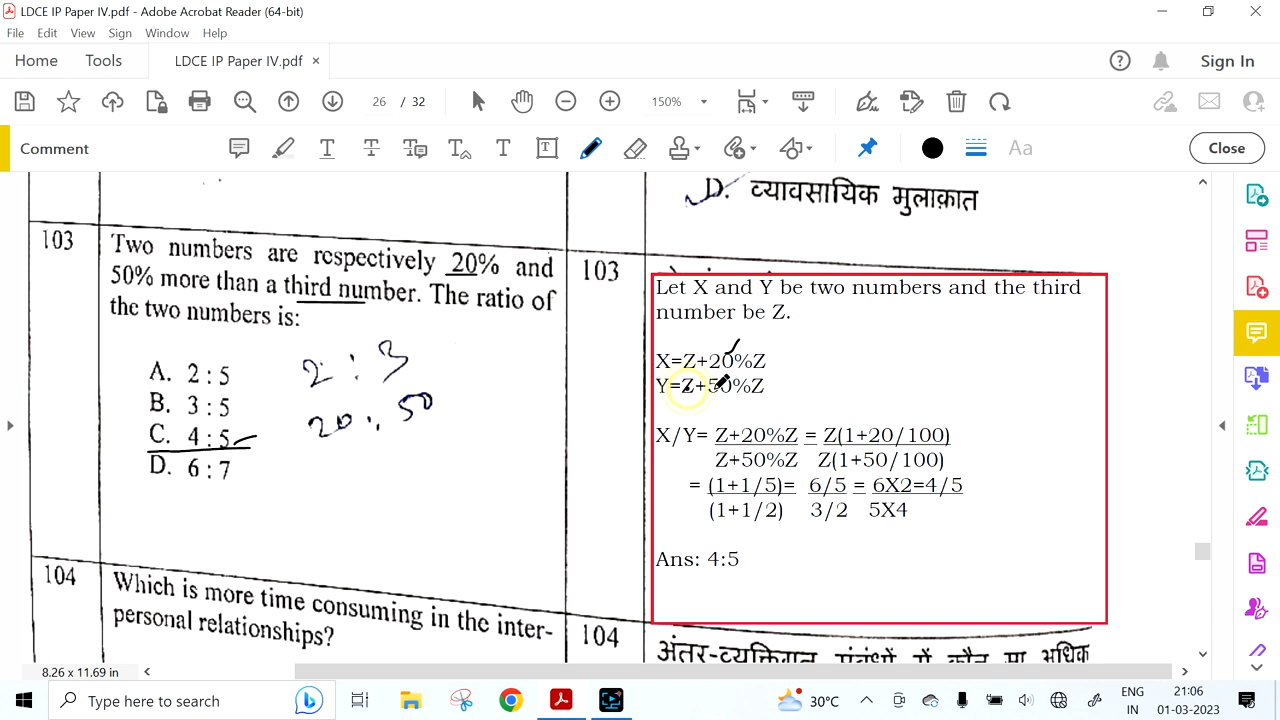 LDCE IP Paper IV.pdf - Adobe Acrobat Reader (64-bit)
File Edit View Sign Window Help
Home Tools LDCE IP Paper IV.pdf × Sign In
26 / 32 150%
Comment T T T T T Aa Close
D. व्यावसायिक मुलाक़ात
103
Two numbers are respectively 20% and
50% more than a third number. The ratio of
the two numbers is:
A. 2 : 5
B. 3 : 5
C. 4 : 5
D. 6 : 7
2 : 3
20 : 50
103
Let X and Y be two numbers and the third
number be Z.
X=Z+20%Z
Y=Z+50%Z
X/Y= Z+20%Z = Z(1+20/100)
Z+50%Z Z(1+50/100)
= (1+1/5)= 6/5 = 6X2=4/5
(1+1/2) 3/2 5X4
Ans: 4:5
104
Which is more time consuming in the inter-
personal relationships?
104
अंतर-व्यक्तिगत संबंधों में कौन सा अधिक
8.26 x 11.69 in
Type here to search
30°C
ENG
IN
21:06
01-03-2023